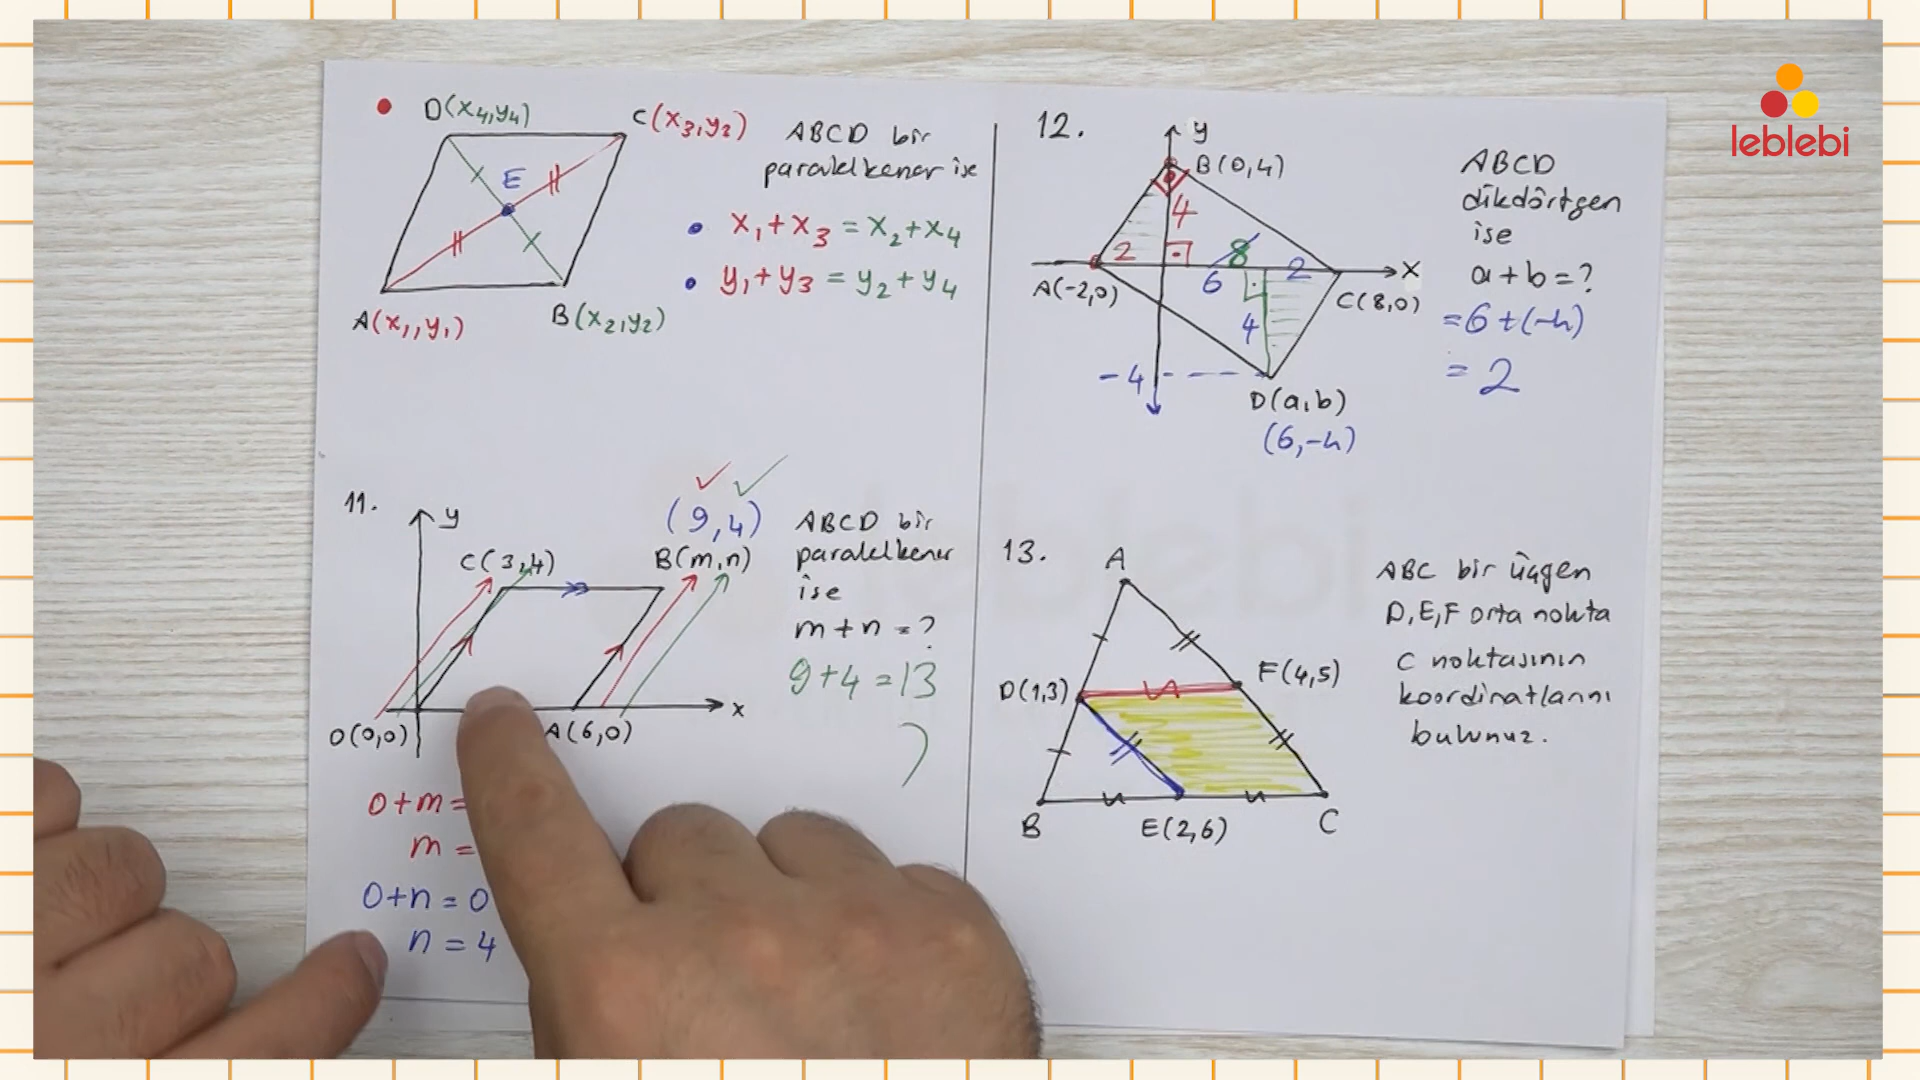 leblebi
D(x4,y4)
C(x3,y3)
E
A(x1,y1)
B(x2,y2)
ABCD bir
paralelkenar ise
x1+x3=x2+x4
y1+y3=y2+y4
11.
y
C(3,4)
(9,4)
B(m,n)
O(0,0)
A(6,0)
x
ABCD bir
paralelkenar
ise
m+n=?
9+4=13
0+m=
m=
0+n=0
n=4
12.
y
B(0,4)
4
2
8
6
2
x
A(-2,0)
C(8,0)
4
-4
D(a,b)
(6,-4)
ABCD
dikdörtgen
ise
a+b=?
=6+(-4)
=2
13.
A
D(1,3)
F(4,5)
B
E(2,6)
C
ABC bir üçgen
D,E,F orta nokta
C noktasının
koordinatlarını
bulunuz.